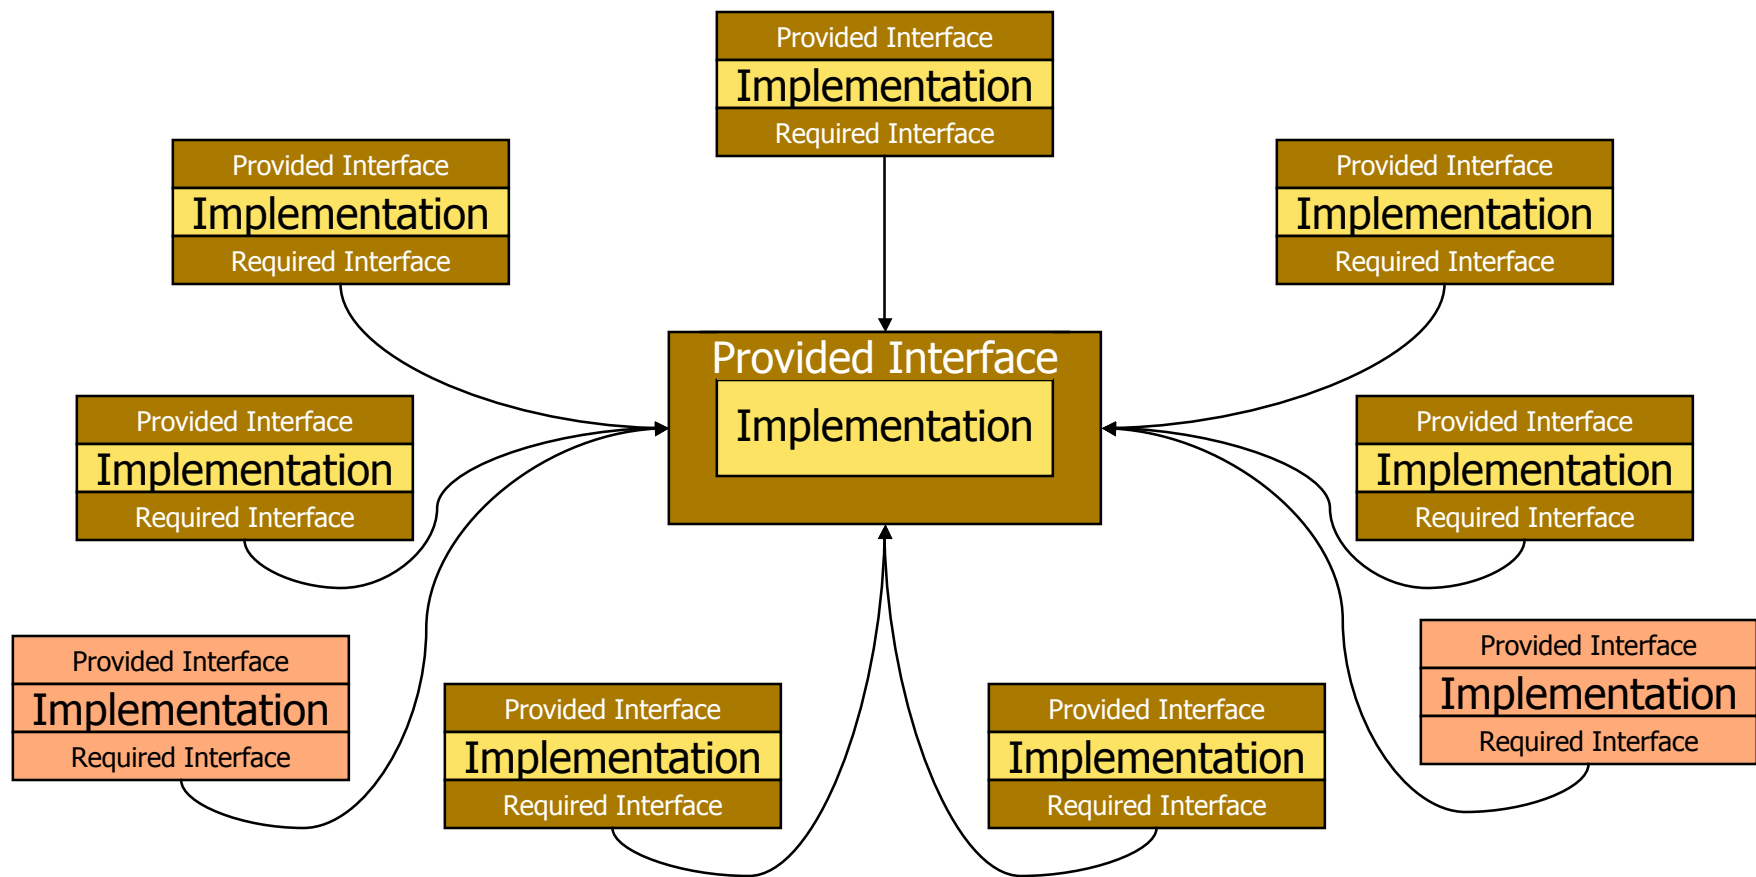 Provided Interface
Implementation
Required Interface
Provided Interface
Implementation
Required Interface
Provided Interface
Implementation
Required Interface
Provided Interface
Implementation
Provided Interface
Implementation
Required Interface
Provided Interface
Implementation
Required Interface
Provided Interface
Implementation
Required Interface
Provided Interface
Implementation
Required Interface
Provided Interface
Implementation
Required Interface
Provided Interface
Implementation
Required Interface